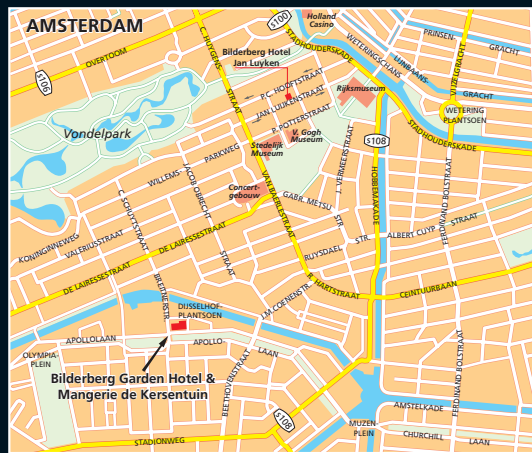 AMSTERDAM
S100
Holland
Casino
PRINSEN-
GRACHT
C. HUYGENS-
STRAAT
STADHOUDERSKADE
WETERINGSCHANS
LIJNBAANS-
GRACHT
VIJZELGRACHT
OVERTOOM
S106
Bilderberg Hotel
Jan Luyken
P.C. HOOFTSTRAAT
Rijksmuseum
JAN LUIJKENSTRAAT
P. POTTERSTRAAT
WETERING
PLANTSOEN
STADHOUDERSKADE
Vondelpark
V. Gogh
Museum
Stedelijk
Museum
S108
J. VERMEERSTRAAT
STR.
HOBBEMAKADE
WILLEMS-
PARKWEG
JACOB OBRECHT
STRAAT
VAN BAERLESTRAAT
Concert-
gebouw
GABR. METSU
STR.
FERDINAND BOLSTRAAT
ALBERT CUYP
STRAAT
C. SCHUYTSTRAAT
KONINGINNEWEG
VALERIUSSTRAAT
DE LAIRESSESTRAAT
RUYSDAEL
STR.
DE LAIRESSESTRAAT
BREITNERSTR.
R. HARTSTRAAT
CEINTUURBAAN
J.M. COENENSTR.
DIJSSELHOF-
PLANTSOEN
APOLLOLAAN
APOLLO-
LAAN
OLYMPIA-
PLEIN
Bilderberg Garden Hotel &
Mangerie de Kersentuin
BEETHOVENSTRAAT
FERDINAND BOLSTRAAT
S108
AMSTELKADE
MUZEN-
PLEIN
CHURCHILL
LAAN
STADIONWEG